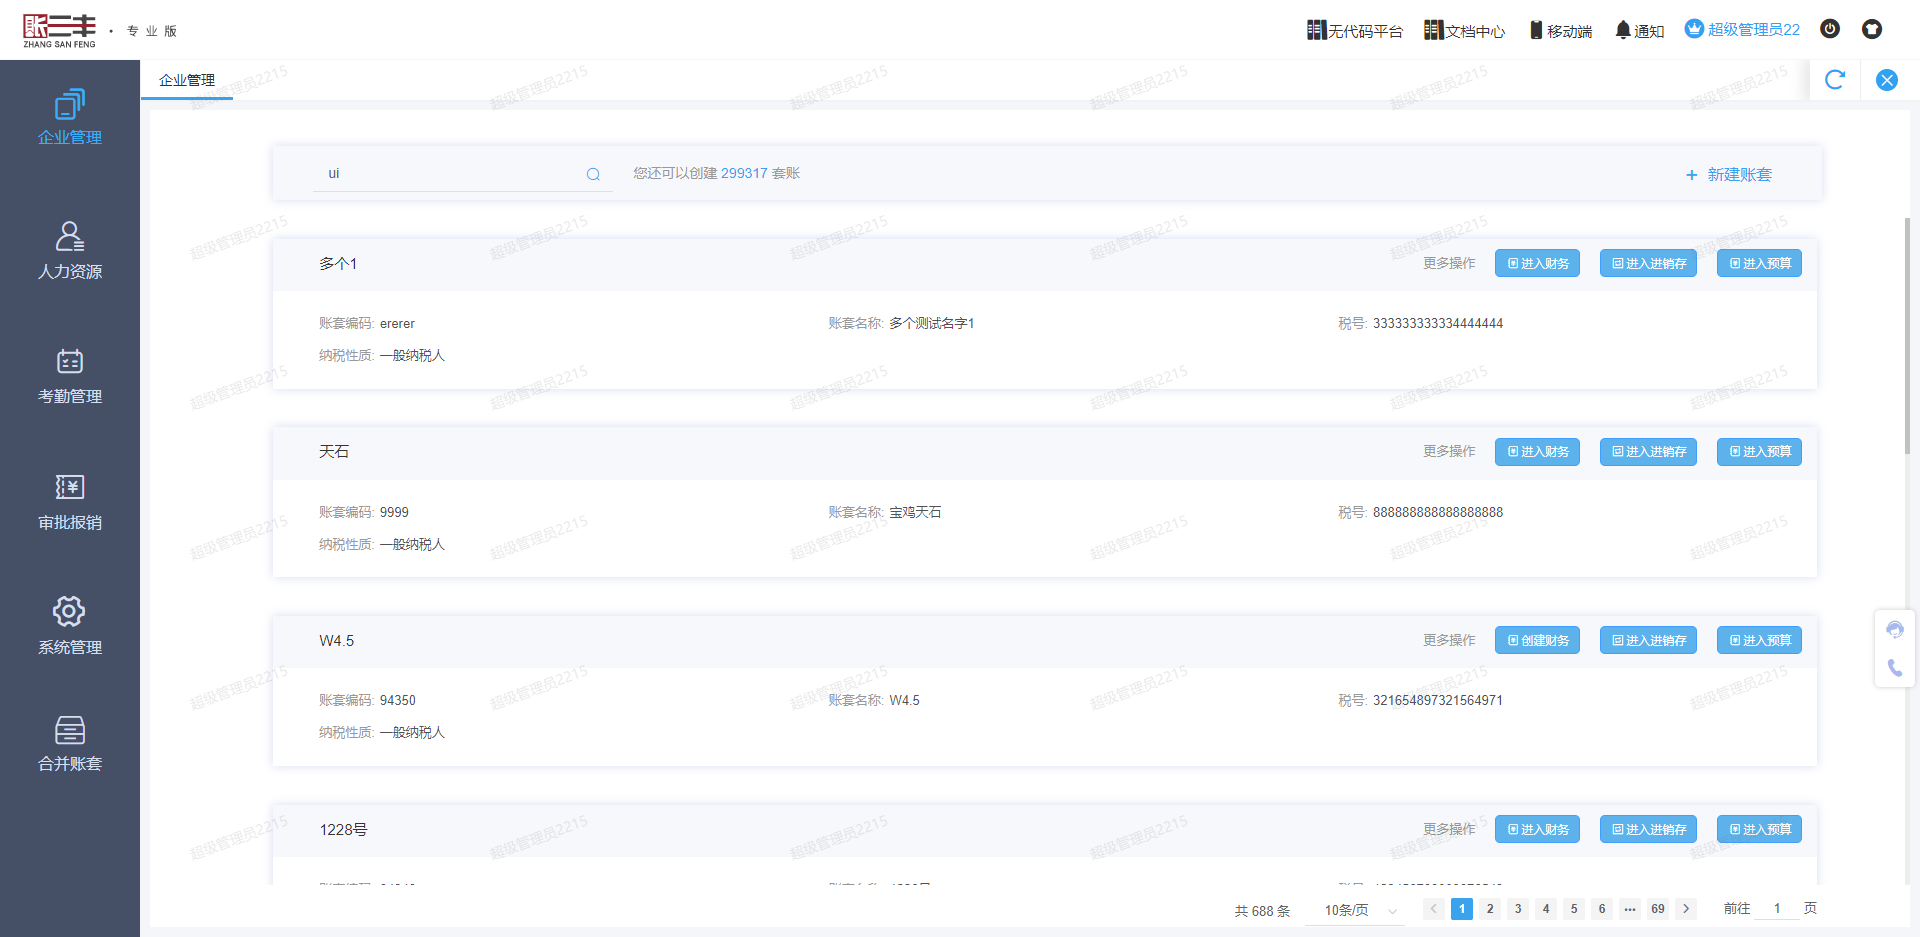 账三丰
ZHANG SAN FENG
· 专业版
无代码平台
文档中心
移动端
通知
超级管理员22
企业管理
人力资源
考勤管理
审批报销
系统管理
合并账套
企业管理
ui
您还可以创建 299317 套账
+ 新建账套
多个1
更多操作
进入财务
进入进销存
进入预算
账套编码: ererer
账套名称: 多个测试名字1
税号: 333333333334444444
纳税性质: 一般纳税人
天石
更多操作
进入财务
进入进销存
进入预算
账套编码: 9999
账套名称: 宝鸡天石
税号: 888888888888888888
纳税性质: 一般纳税人
W4.5
更多操作
创建财务
进入进销存
进入预算
账套编码: 94350
账套名称: W4.5
税号: 321654897321564971
纳税性质: 一般纳税人
1228号
更多操作
进入财务
进入进销存
进入预算
共 688 条
10条/页
1 2 3 4 5 6 ··· 69
前往 1 页
超级管理员2215